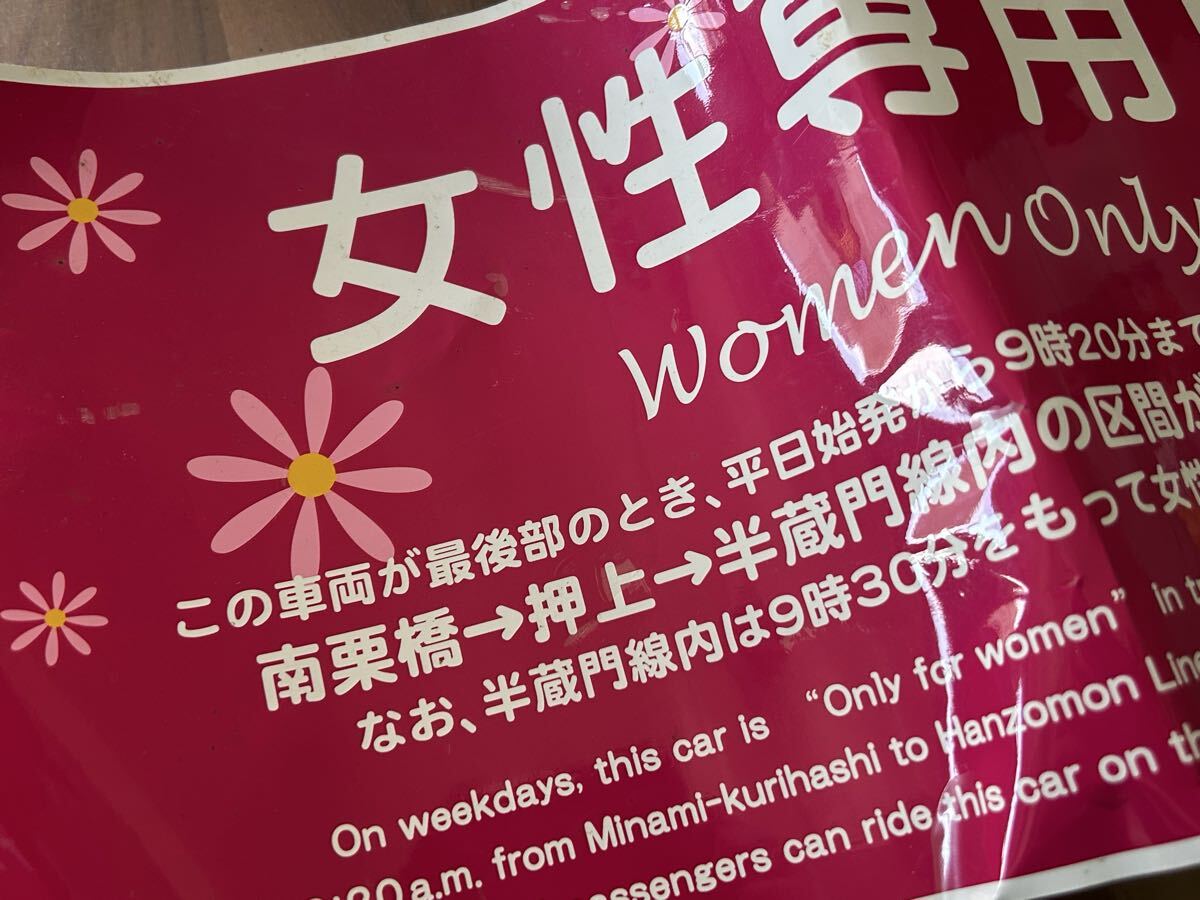 女性専用
Women Only
この車両が最後部のとき、平日始発から9時20分まで
南栗橋→押上→半蔵門線内の区間が
なお、半蔵門線内は9時30分をもって女性
On weekdays, this car is “Only for women” in
:20 a.m. from Minami-kurihashi to Hanzomon Line
can ride this car on